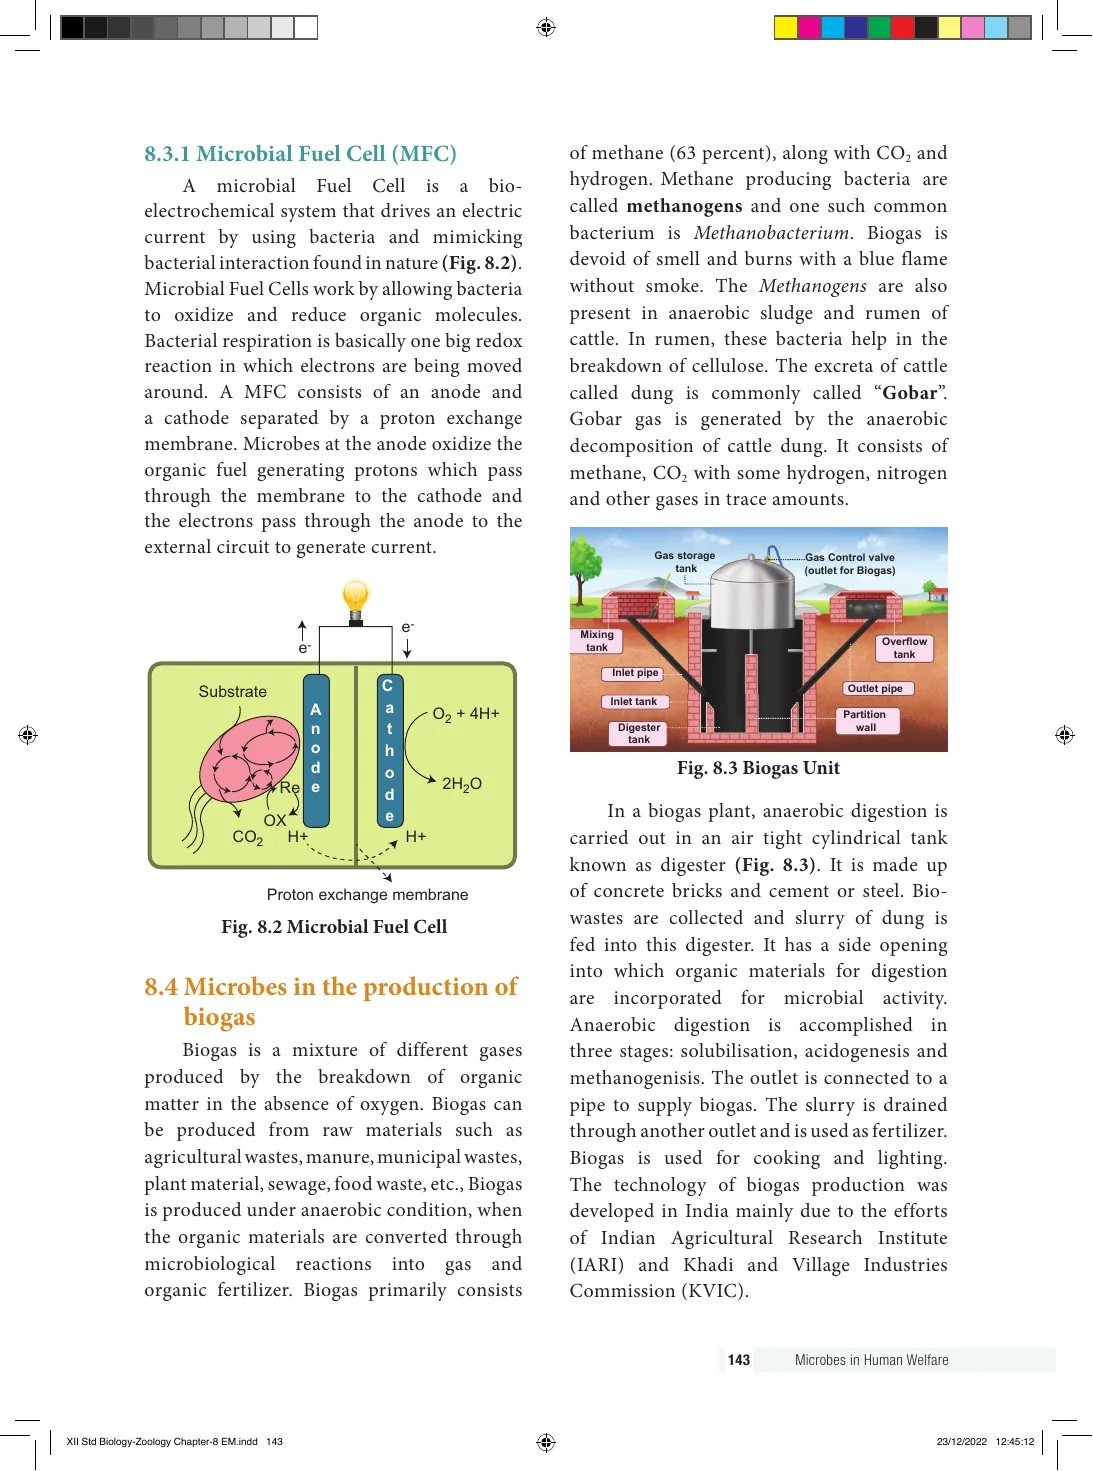 8.3.1 Microbial Fuel Cell (MFC)
A microbial Fuel Cell is a bio-
electrochemical system that drives an electric
current by using bacteria and mimicking
bacterial interaction found in nature (Fig. 8.2).
Microbial Fuel Cells work by allowing bacteria
to oxidize and reduce organic molecules.
Bacterial respiration is basically one big redox
reaction in which electrons are being moved
around. A MFC consists of an anode and
a cathode separated by a proton exchange
membrane. Microbes at the anode oxidize the
organic fuel generating protons which pass
through the membrane to the cathode and
the electrons pass through the anode to the
external circuit to generate current.
e-
e-
Substrate
Anode
Cathode
O2 + 4H+
2H2O
Re
OX
CO2
H+
H+
Proton exchange membrane
Fig. 8.2 Microbial Fuel Cell
8.4 Microbes in the production of
biogas
Biogas is a mixture of different gases
produced by the breakdown of organic
matter in the absence of oxygen. Biogas can
be produced from raw materials such as
agricultural wastes, manure, municipal wastes,
plant material, sewage, food waste, etc., Biogas
is produced under anaerobic condition, when
the organic materials are converted through
microbiological reactions into gas and
organic fertilizer. Biogas primarily consists
of methane (63 percent), along with CO2 and
hydrogen. Methane producing bacteria are
called methanogens and one such common
bacterium is Methanobacterium. Biogas is
devoid of smell and burns with a blue flame
without smoke. The Methanogens are also
present in anaerobic sludge and rumen of
cattle. In rumen, these bacteria help in the
breakdown of cellulose. The excreta of cattle
called dung is commonly called “Gobar”.
Gobar gas is generated by the anaerobic
decomposition of cattle dung. It consists of
methane, CO2 with some hydrogen, nitrogen
and other gases in trace amounts.
Gas storage
tank
Gas Control valve
(outlet for Biogas)
Mixing
tank
Overflow
tank
Inlet pipe
Outlet pipe
Inlet tank
Partition
wall
Digester
tank
Fig. 8.3 Biogas Unit
In a biogas plant, anaerobic digestion is
carried out in an air tight cylindrical tank
known as digester (Fig. 8.3). It is made up
of concrete bricks and cement or steel. Bio-
wastes are collected and slurry of dung is
fed into this digester. It has a side opening
into which organic materials for digestion
are incorporated for microbial activity.
Anaerobic digestion is accomplished in
three stages: solubilisation, acidogenesis and
methanogenisis. The outlet is connected to a
pipe to supply biogas. The slurry is drained
through another outlet and is used as fertilizer.
Biogas is used for cooking and lighting.
The technology of biogas production was
developed in India mainly due to the efforts
of Indian Agricultural Research Institute
(IARI) and Khadi and Village Industries
Commission (KVIC).
143 Microbes in Human Welfare
XII Std Biology-Zoology Chapter-8 EM.indd 143
23/12/2022 12:45:12